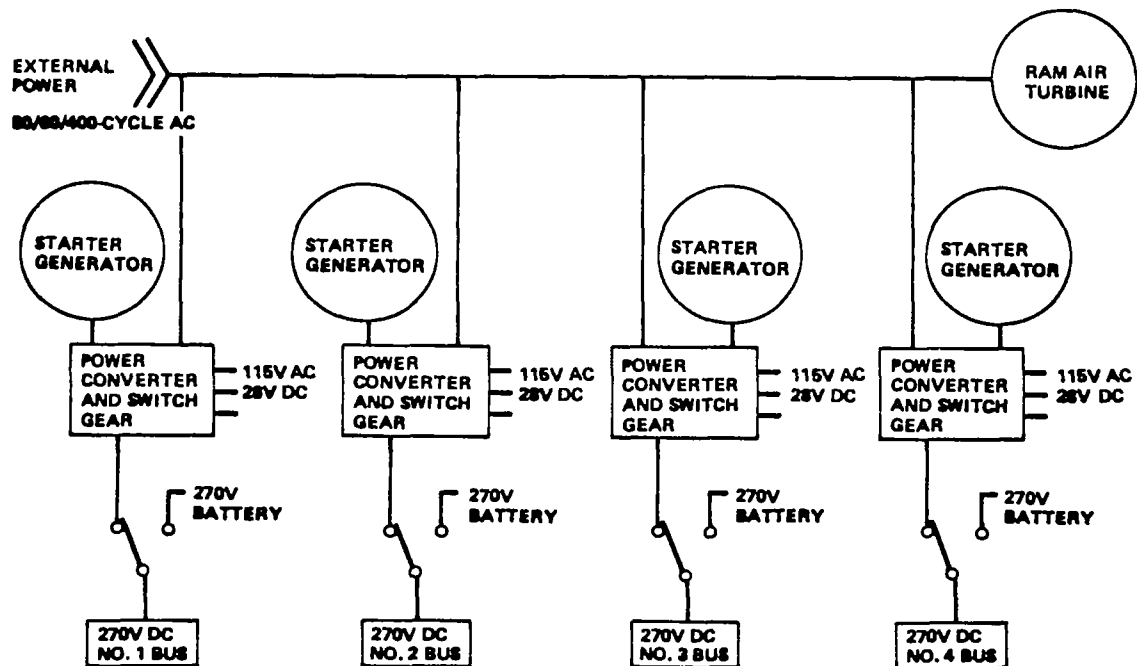 EXTERNAL
POWER
50/60/400-CYCLE AC
RAM AIR
TURBINE
STARTER
GENERATOR
STARTER
GENERATOR
STARTER
GENERATOR
STARTER
GENERATOR
POWER
CONVERTER
AND SWITCH
GEAR
115V AC
28V DC
POWER
CONVERTER
AND SWITCH
GEAR
115V AC
28V DC
POWER
CONVERTER
AND SWITCH
GEAR
115V AC
28V DC
POWER
CONVERTER
AND SWITCH
GEAR
115V AC
28V DC
270V
BATTERY
270V
BATTERY
270V
BATTERY
270V
BATTERY
270V DC
NO. 1 BUS
270V DC
NO. 2 BUS
270V DC
NO. 3 BUS
270V DC
NO. 4 BUS